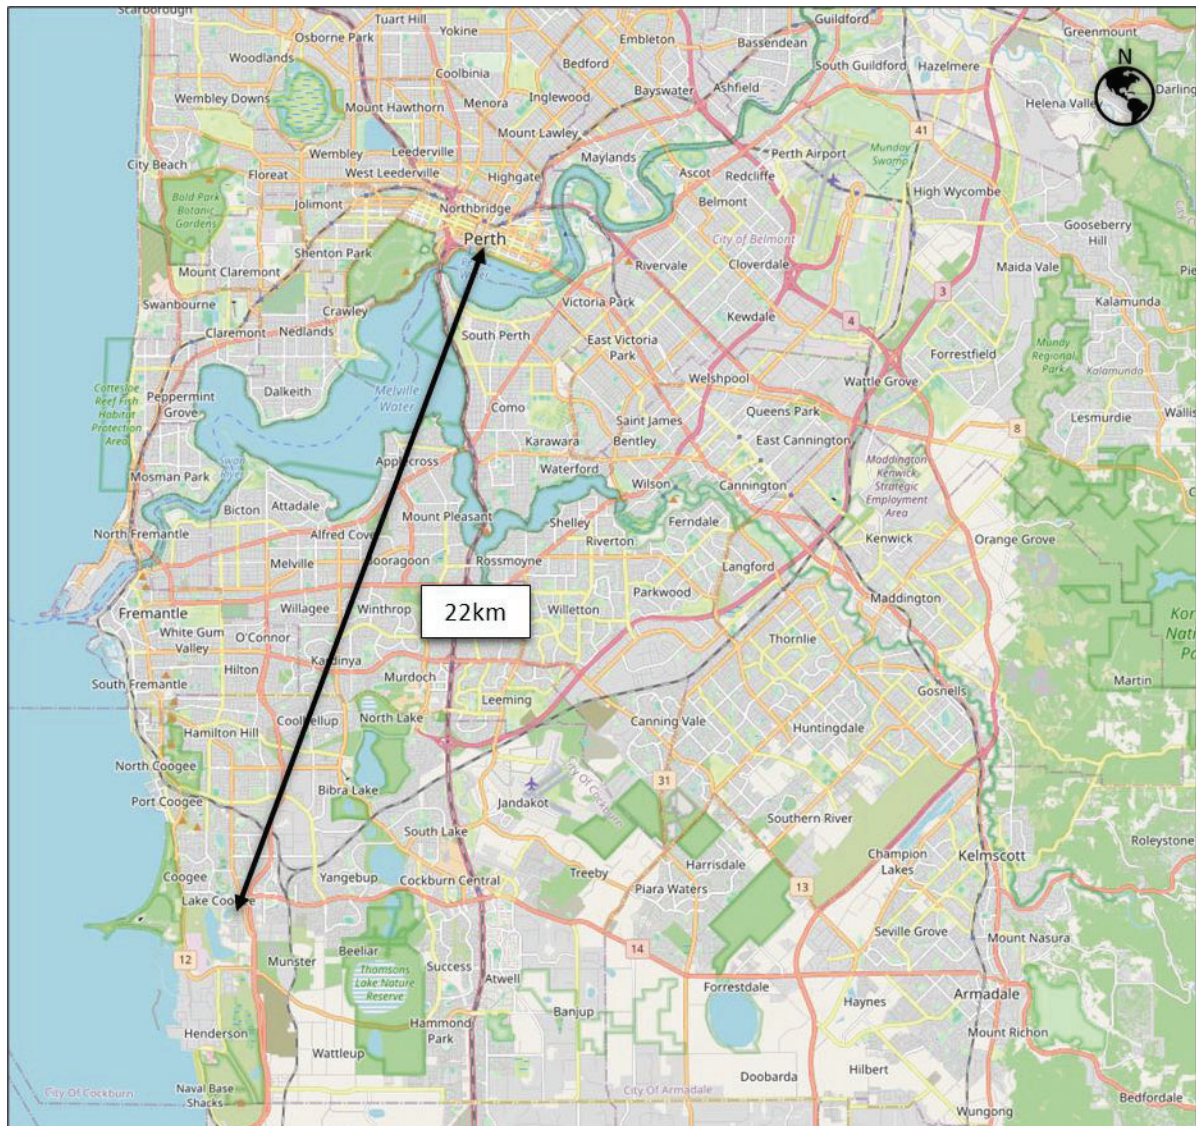 Scarborough
Tuart Hill
Yokine
Guildford
Osborne Park
Embleton
Bassendean
Greenmount
Woodlands
Coolbinia
Bedford
South Guildford
Hazelmere
N
Wembley Downs
Mount Hawthorn
Menora
Inglewood
Bayswater
Ashfield
Helena Valley
Darling
Mount Lawley
41
City Beach
Wembley
Leederville
Maylands
Perth Airport
Munday
Swamp
Floreat
West Leederville
Highgate
Ascot
Redcliffe
High Wycombe
Bold Park
Botanic
Gardens
Jolimont
Northbridge
Belmont
Gooseberry
Hill
Perth
City of Belmont
Shenton Park
Mount Claremont
Rivervale
Cloverdale
Maida Vale
Pie
Swanbourne
Crawley
Victoria Park
3
Kalamunda
Claremont
Nedlands
South Perth
East Victoria
Park
Kewdale
4
Munay
Regional
Park
Forrestfield
Kalamunda
Cottesloe
Reef Fish
Habitat
Protection
Area
Peppermint
Grove
Dalkeith
Melville
Water
Welshpool
Wattle Grove
Como
Saint James
Queens Park
Lesmurdie
Wallis
8
Karawara
Bentley
East Cannington
Swan
River
Applecross
Waterford
Maddington
Kenwick
Strategic
Employment
Area
Mosman Park
Wilson
Cannington
Bicton
Attadale
Mount Pleasant
Shelley
Ferndale
North Fremantle
Alfred Cove
Riverton
Kenwick
Orange Grove
Melville
Booragoon
Rossmoyne
Langford
Fremantle
Willagee
Winthrop
22km
Willetton
Parkwood
Maddington
White Gum
Valley
O'Connor
Thornlie
Hilton
Kardinya
Murdoch
Martin
South Fremantle
Leeming
Gosnells
Coolbellup
North Lake
Canning Vale
Huntingdale
Hamilton Hill
North Coogee
31
City Of Cockburn
Port Coogee
Bibra Lake
Jandakot
Southern River
South Lake
Roleystone
Champion
Lakes
Kelmscott
Coogee
Yangebup
Cockburn Central
Treeby
Harrisdale
Piara Waters
13
Lake Coogee
Seville Grove
Mount Nasura
12
Munster
Beeliar
14
Thomsons
Lake Nature
Reserve
Success
Atwell
Forrestdale
Armadale
Haynes
Banjup
Henderson
Hammond
Park
Mount Richon
Wattleup
Hilbert
Doobarda
Naval Base
Shacks
City Of Cockburn
City Of Armadale
Bedfordale
Wungong